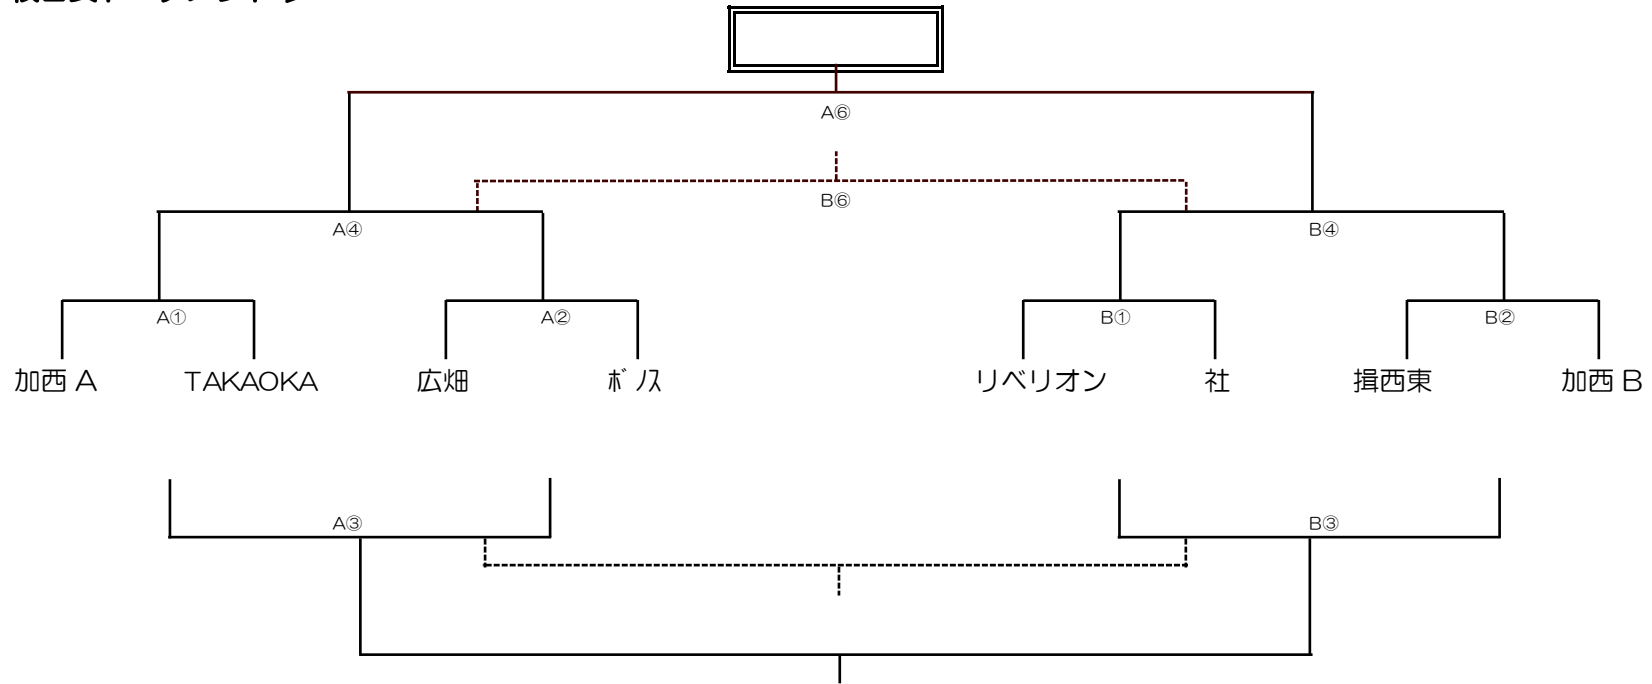 A⑥
B⑥
A④ B④
A① A② B① B②
加西 A TAKAOKA 広畑 ボノス リベリオン 社 揖西東 加西 B
A③ B③